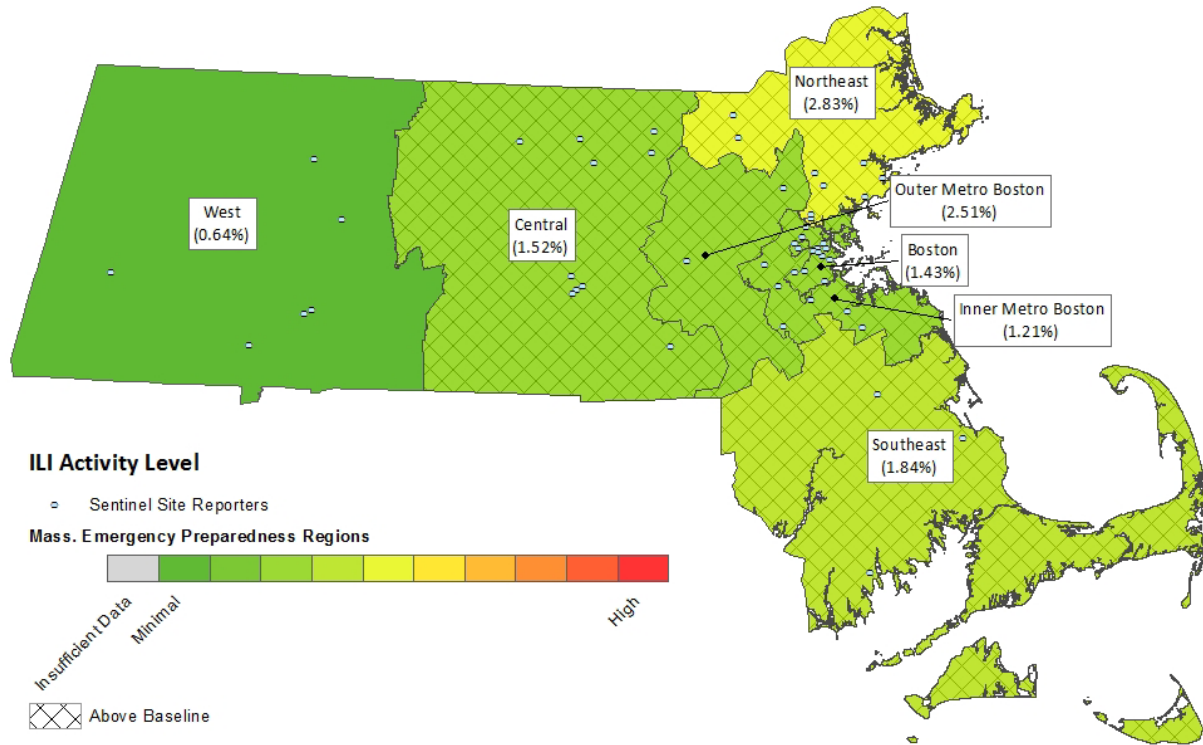 Northeast
(2.83%)
Outer Metro Boston
(2.51%)
West
(0.64%)
Central
(1.52%)
Boston
(1.43%)
Inner Metro Boston
(1.21%)
Southeast
(1.84%)
ILI Activity Level
Sentinel Site Reporters
Mass. Emergency Preparedness Regions
Insufficient Data
Minimal
High
Above Baseline